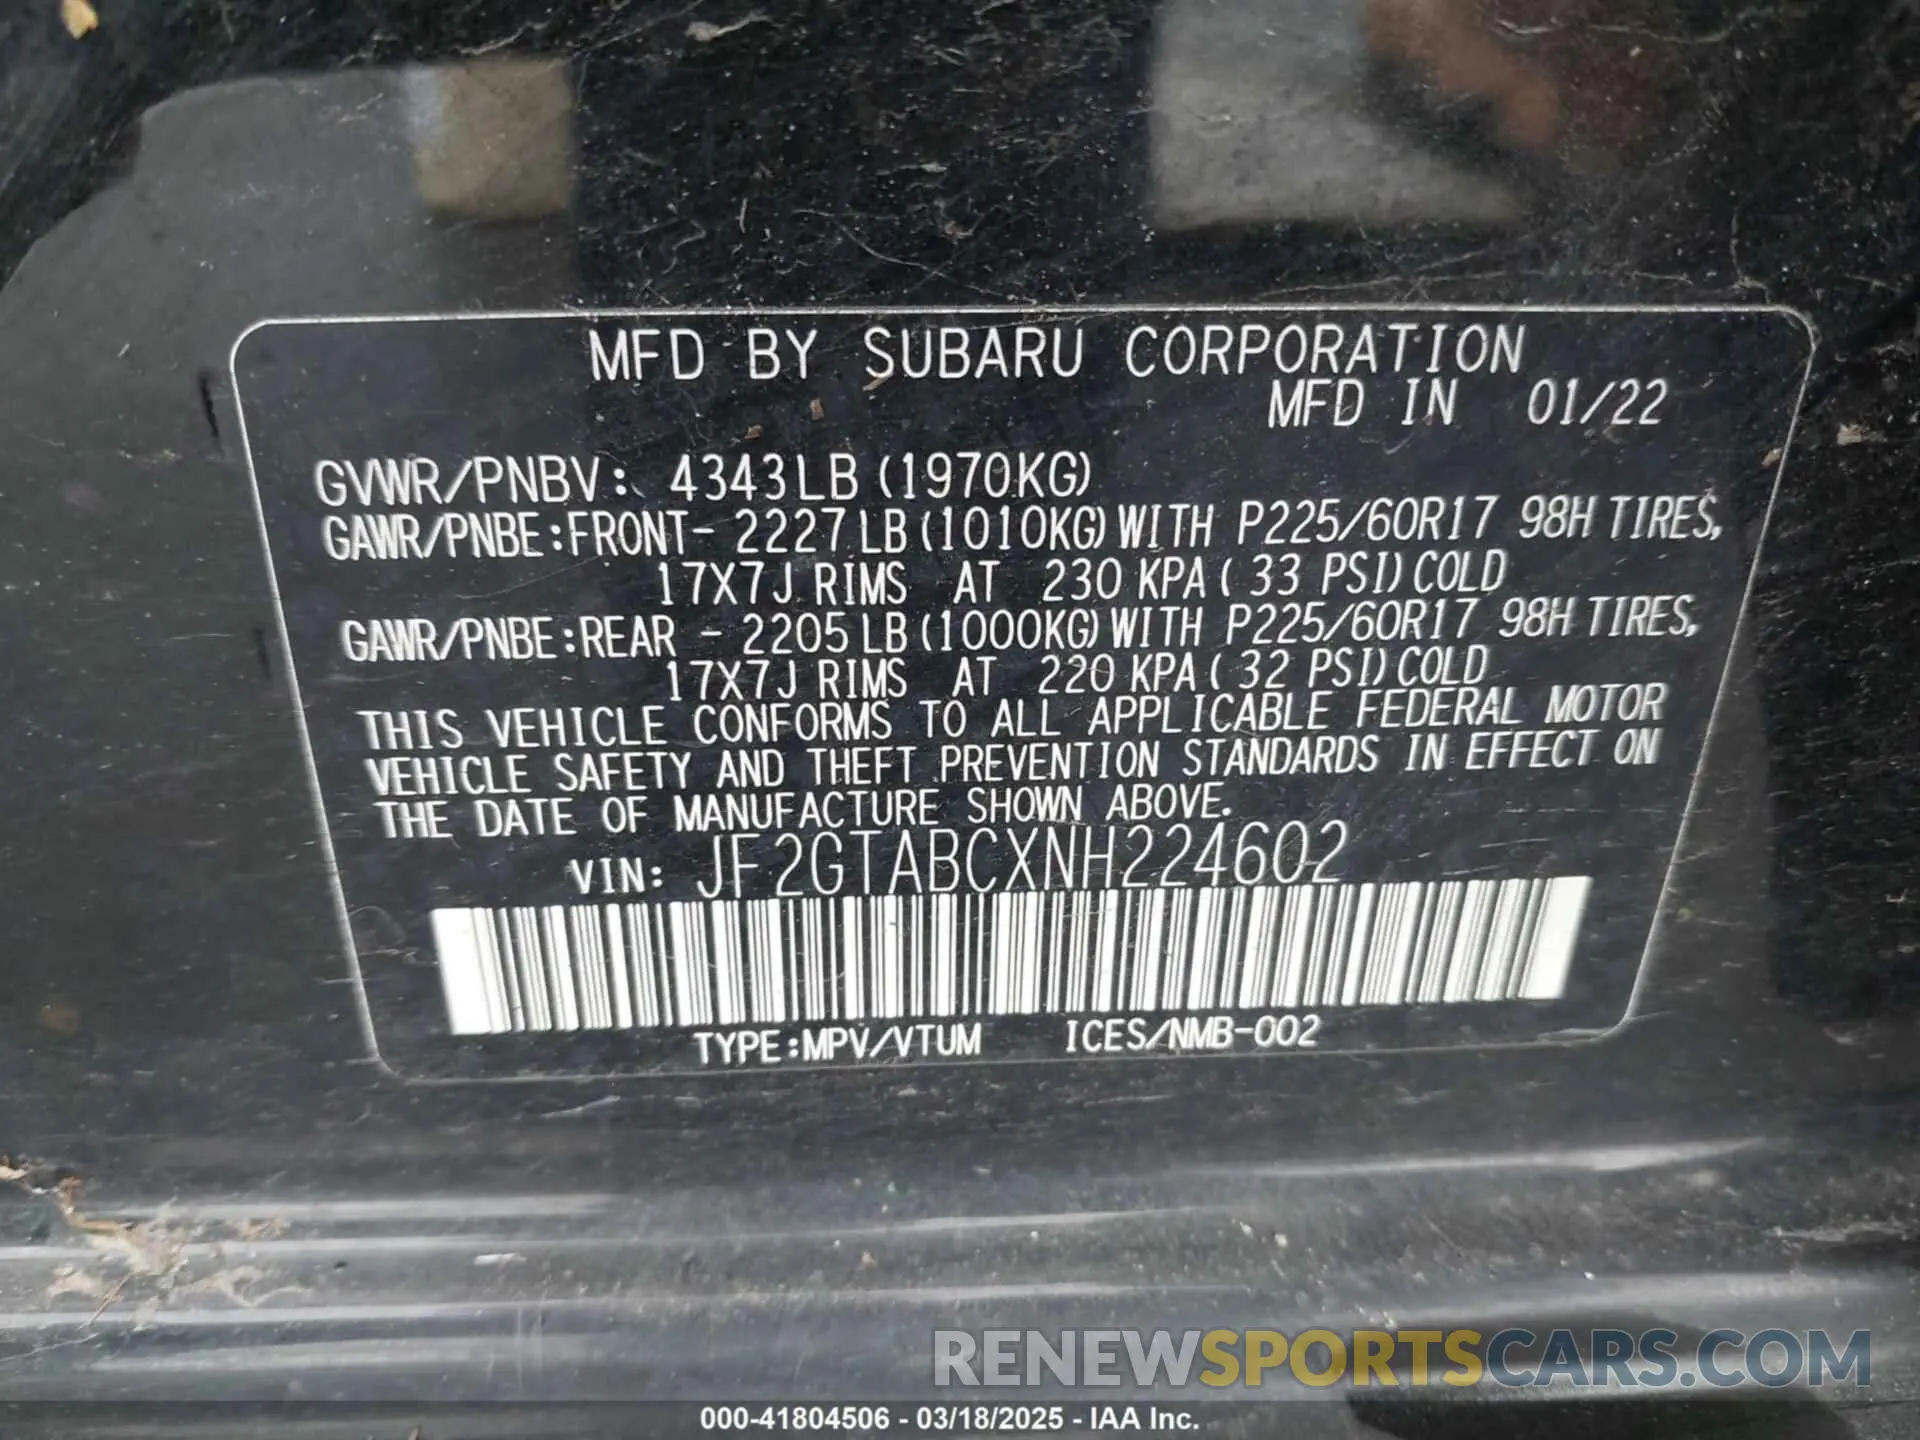 MFD BY SUBARU CORPORATION
MFD IN 01/22
GVWR/PNBV: 4343LB (1970KG)
GAWR/PNBE:FRONT- 2227LB (1010KG) WITH P225/60R17 98H TIRES,
17X7J RIMS AT 230 KPA ( 33 PSI) COLD
GAWR/PNBE:REAR - 2205LB (1000KG) WITH P225/60R17 98H TIRES,
17X7J RIMS AT 220 KPA ( 32 PSI) COLD
THIS VEHICLE CONFORMS TO ALL APPLICABLE FEDERAL MOTOR
VEHICLE SAFETY AND THEFT PREVENTION STANDARDS IN EFFECT ON
THE DATE OF MANUFACTURE SHOWN ABOVE.
VIN: JF2GTABCXNH224602
TYPE:MPV/VTUM ICES/NMB-002
RENEWSPORTSCARS.COM
000-41804506 - 03/18/2025 - IAA Inc.